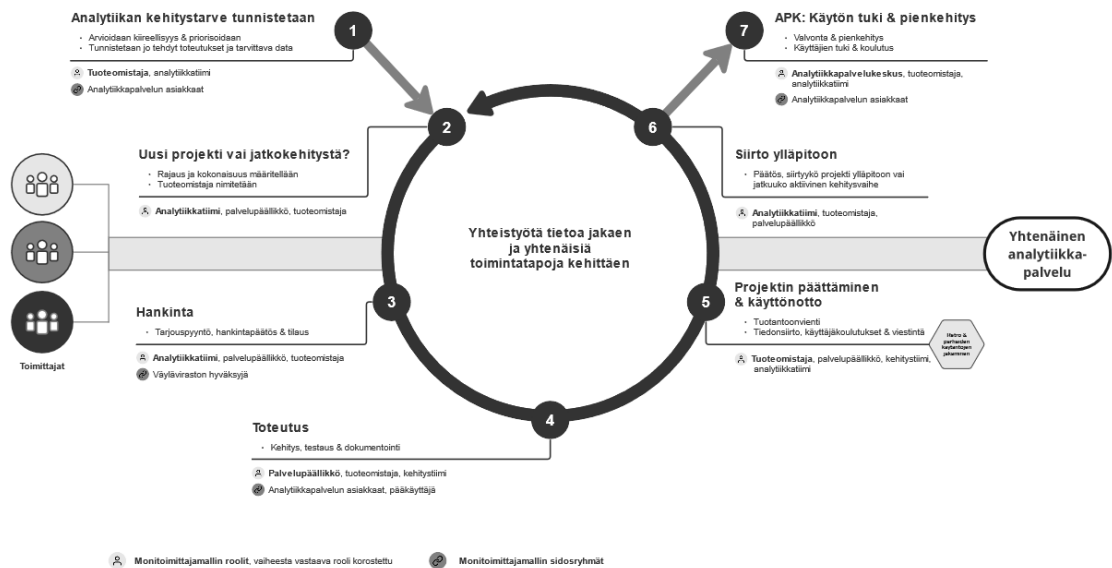 Analytiikan kehitystarve tunnistetaan
1
• Arvioidaan kiireellisyys & priorisoidaan
• Tunnistetaan jo tehdyt toteutukset ja tarvittava data
Tuoteomistaja, analytiikkatiimi
Analytiikkapalvelun asiakkaat
2
Uusi projekti vai jatkokehitystä?
• Rajaus ja kokonaisuus määritellään
• Tuoteomistaja nimitetään
Analytiikkatiimi, palvelupäällikkö, tuoteomistaja
3
Hankinta
• Tarjouspyyntö, hankintapäätös & tilaus
Analytiikkatiimi, palvelupäällikkö, tuoteomistaja
Väyläviraston hyväksyjä
4
Toteutus
• Kehitys, testaus & dokumentointi
Palvelupäällikkö, tuoteomistaja, kehitystiimi
Analytiikkapalvelun asiakkaat, pääkäyttäjä
5
Projektin päättäminen
& käyttönotto
• Tuotantoonvienti
• Tiedonsiirto, käyttäjäkoulutukset & viestintä
Tuoteomistaja, palvelupäällikkö, kehitystiimi,
analytiikkatiimi
Hetro &
parhaiden
käytäntöjen
jakaminen
6
Siirto ylläpitoon
• Päätös, siirtyykö projekti ylläpitoon vai
jatkuuko aktiivinen kehitysvaihe
Analytiikkatiimi, tuoteomistaja,
palvelupäällikkö
7
APK: Käytön tuki & pienkehitys
• Valvonta & pienkehitys
• Käyttäjien tuki & koulutus
Analytiikkapalvelukeskus, tuoteomistaja,
analytiikkatiimi
Analytiikkapalvelun asiakkaat
Yhteistyötä tietoa jakaen
ja yhtenäisiä
toimintatapoja kehittäen
Toimittajat
Yhtenäinen
analytiikka-
palvelu
Monitoimittajamallin roolit, vaiheesta vastaava rooli korostettu
Monitoimittajamallin sidosryhmät